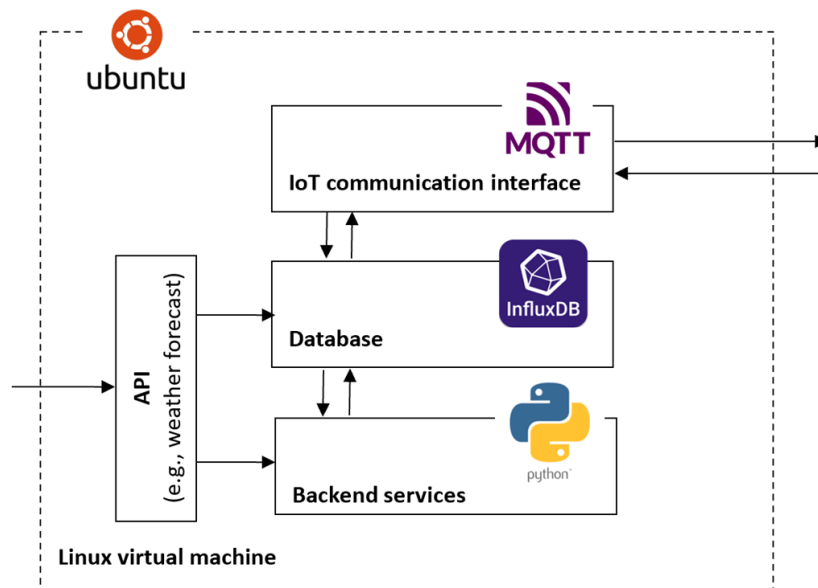 ubuntu
MQTT
IoT communication interface
InfluxDB
Database
API
(e.g., weather forecast)
python
Backend services
Linux virtual machine